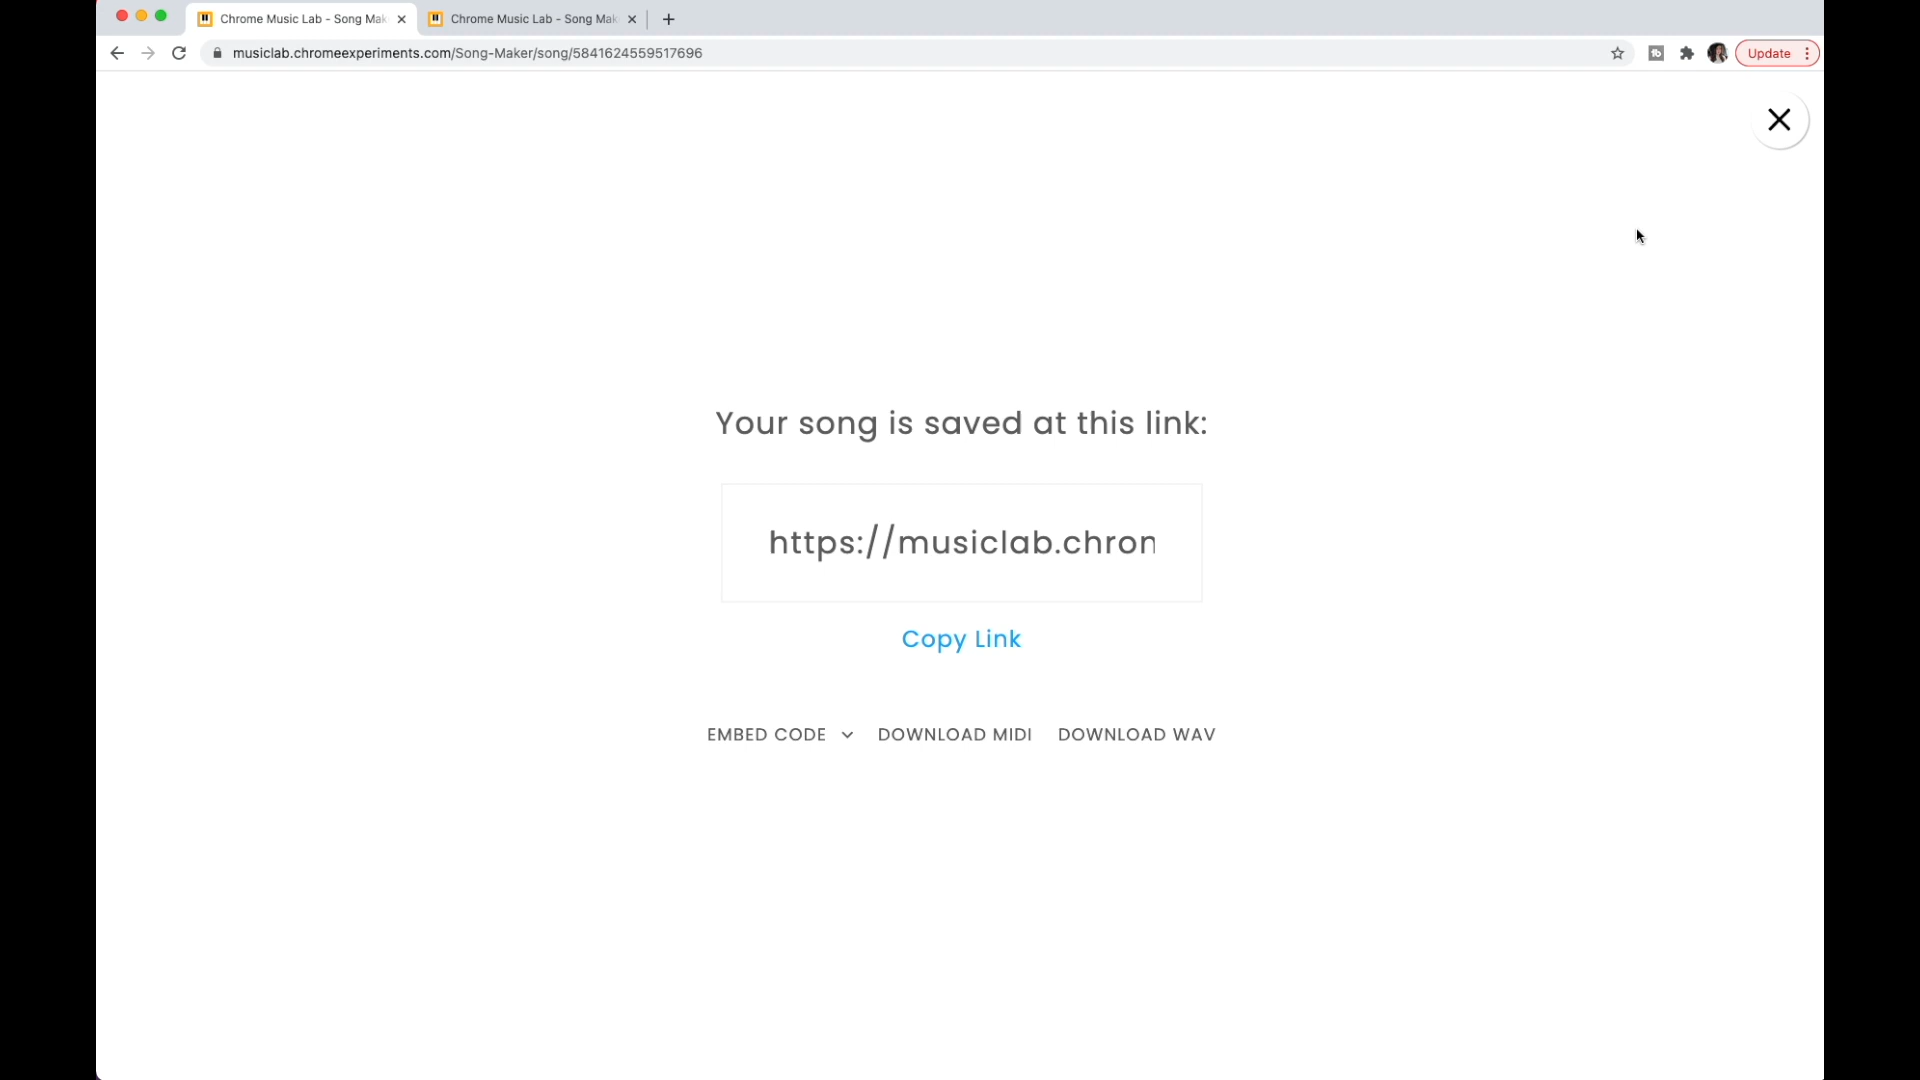 Chrome Music Lab - Song Mak
Chrome Music Lab - Song Mak
musiclab.chromeexperiments.com/Song-Maker/song/5841624559517696
Update
Your song is saved at this link:
https://musiclab.chron
Copy Link
EMBED CODE DOWNLOAD MIDI DOWNLOAD WAV